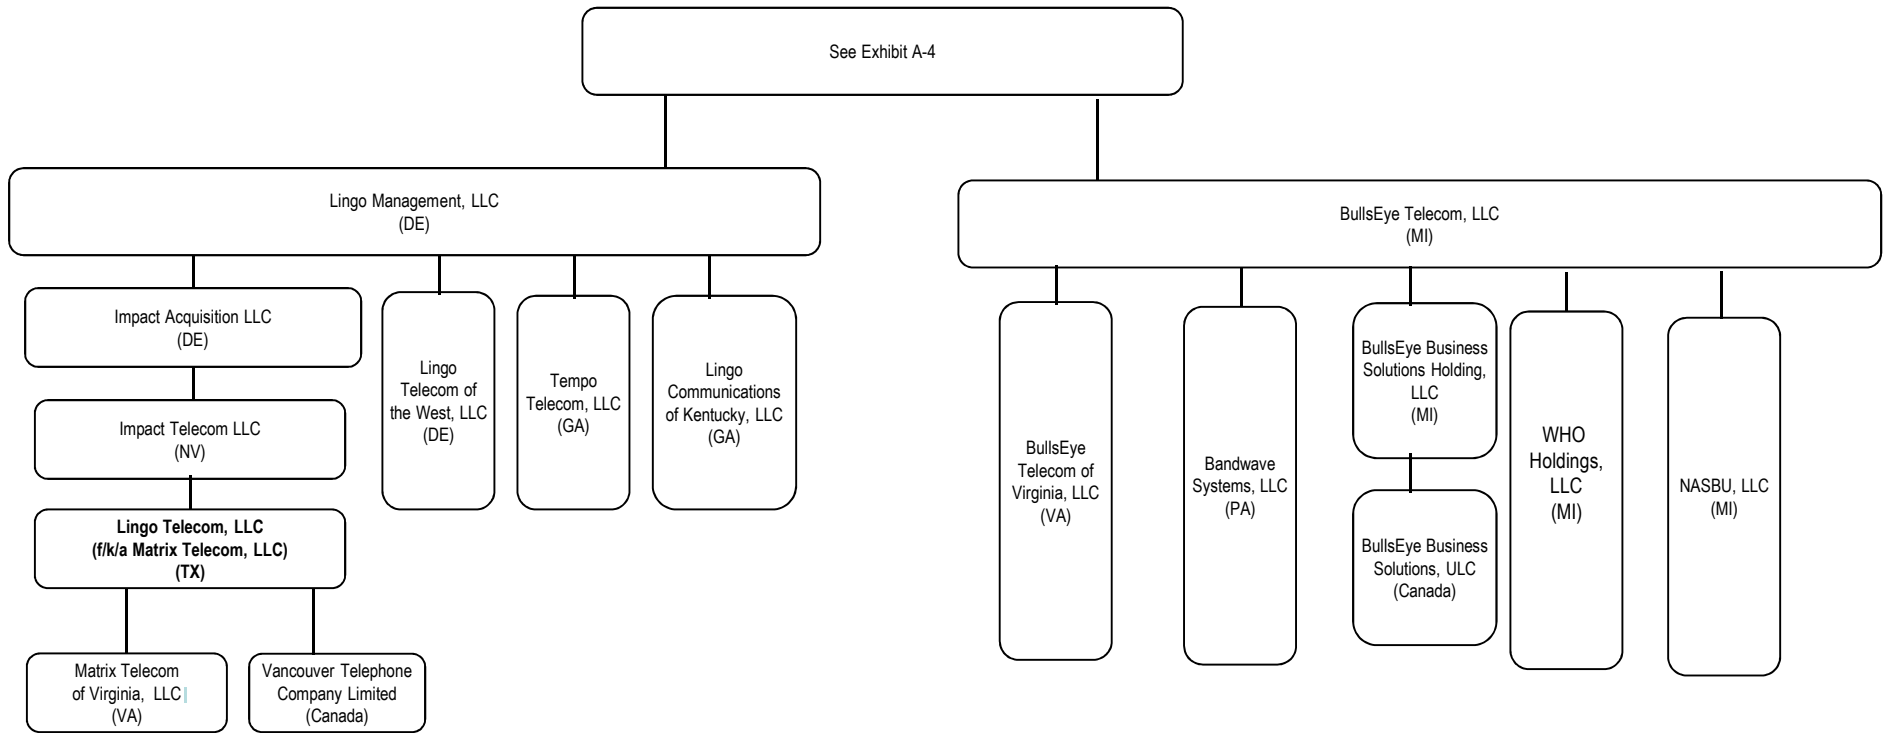 See Exhibit A-4
Lingo Management, LLC
(DE)
BullsEye Telecom, LLC
(MI)
Impact Acquisition LLC
(DE)
Impact Telecom LLC
(NV)
Lingo Telecom, LLC
(f/k/a Matrix Telecom, LLC)
(TX)
Matrix Telecom
of Virginia, LLC
(VA)
Vancouver Telephone
Company Limited
(Canada)
Lingo
Telecom of
the West, LLC
(DE)
Tempo
Telecom, LLC
(GA)
Lingo
Communications
of Kentucky, LLC
(GA)
BullsEye
Telecom of
Virginia, LLC
(VA)
Bandwave
Systems, LLC
(PA)
BullsEye Business
Solutions Holding,
LLC
(MI)
BullsEye Business
Solutions, ULC
(Canada)
WHO
Holdings,
LLC
(MI)
NASBU, LLC
(MI)